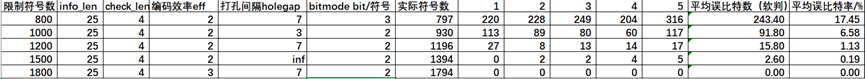 限制符号数 info_len check_len 编码效率eff 打孔间隔holegap bitmode bit/符号 实际符号数 1 2 3 4 5 平均误比特数（软判） 平均误比特率/%
800 25 4 2 7 3 797 220 228 249 204 316 243.40 17.45
1000 25 4 2 7 2 930 113 89 80 60 117 91.80 6.58
1200 25 4 2 7 2 1196 27 8 13 14 17 15.80 1.13
1500 25 4 2 inf 2 1394 0 2 2 4 5 2.60 0.19
1800 25 4 3 7 2 1794 0 0 0 0 0 0.00 0.00